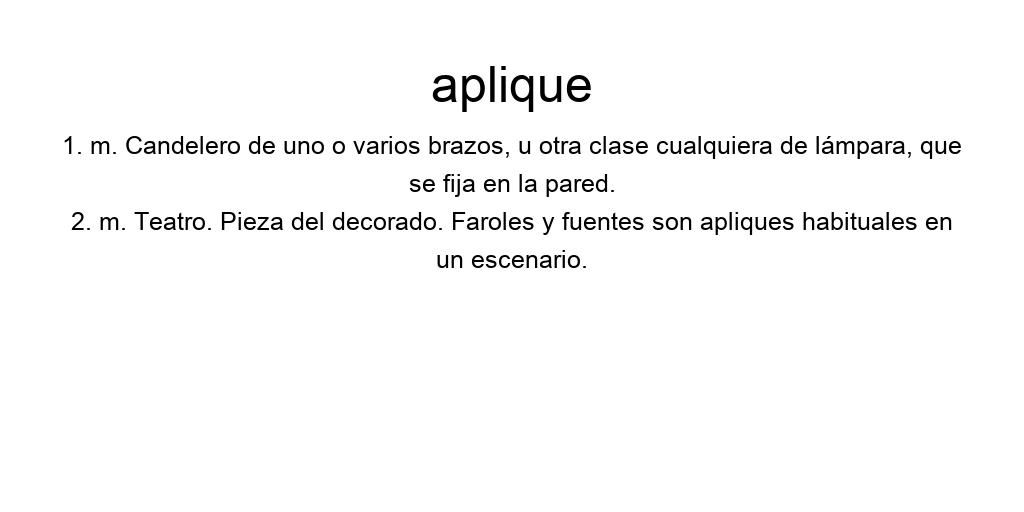 aplique
1. m. Candelero de uno o varios brazos, u otra clase cualquiera de lámpara, que
se fija en la pared.
2. m. Teatro. Pieza del decorado. Faroles y fuentes son apliques habituales en
un escenario.